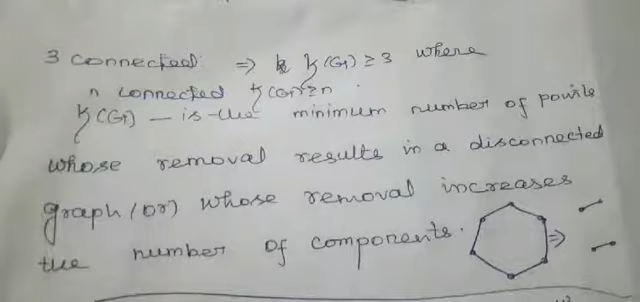 3 connected: ⇒ K(G) ≥ 3 where
n connected K(G) ≥ n.
K(G) - is the minimum number of points
whose removal results in a disconnected
graph (or) whose removal increases
the number of components. ⇒